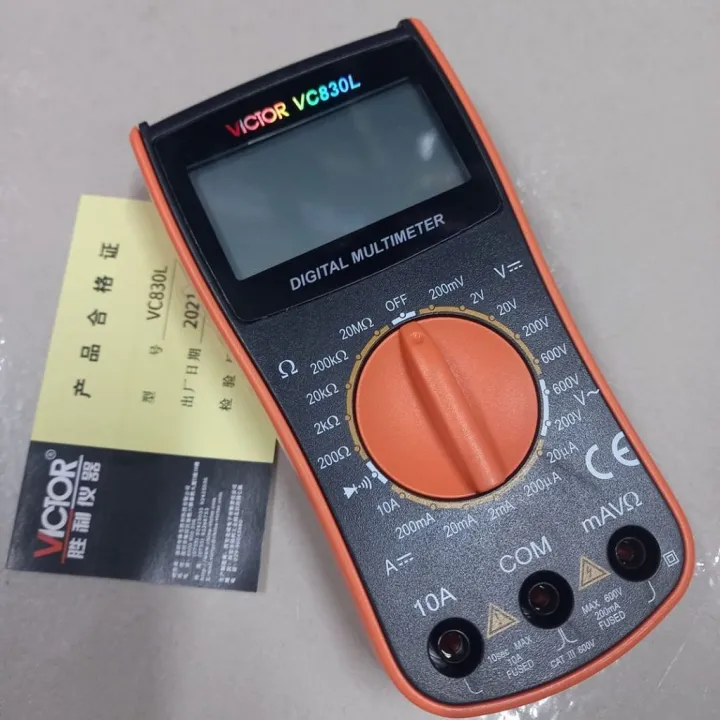 VICTOR VC830L
DIGITAL MULTIMETER
OFF
200mV
2V
20V
200V
600V
V⎓
600V
V~
200V
20μA
200μA
2mA
20mA
200mA
10A
A⎓
200Ω
2kΩ
20kΩ
200kΩ
20MΩ
Ω
CE
10A
COM
mAVΩ
10sec MAX
10A
FUSED
CAT III 600V
MAX 600V
200mA
FUSED
产品合格证
型号 VC830L
出厂日期 2021
检验
VICTOR®
胜利仪器